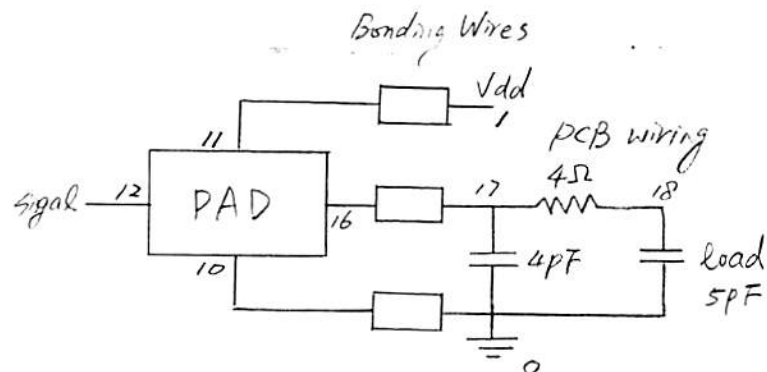 Bonding Wires
Vdd
1
PCB wiring
11
4Ω
17
18
Sigal
12
PAD
16
4pF
load
5pF
10
0